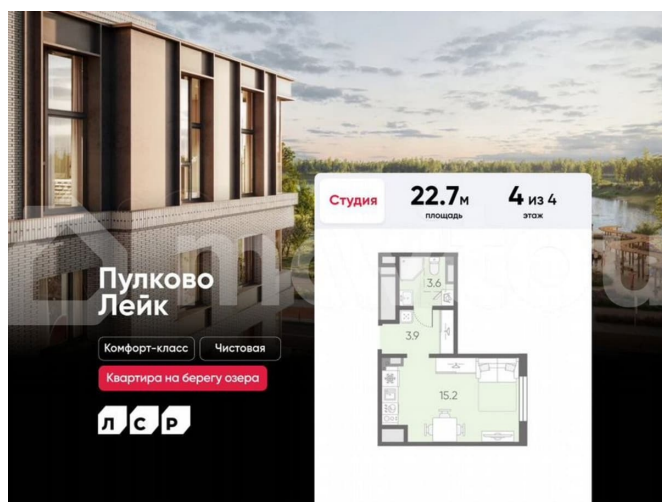 Студия
22.7м
площадь
4 из 4
этаж
Пулково
Лейк
Комфорт-класс
Чистовая
Квартира на берегу озера
ЛСР
3.6
3.9
15.2